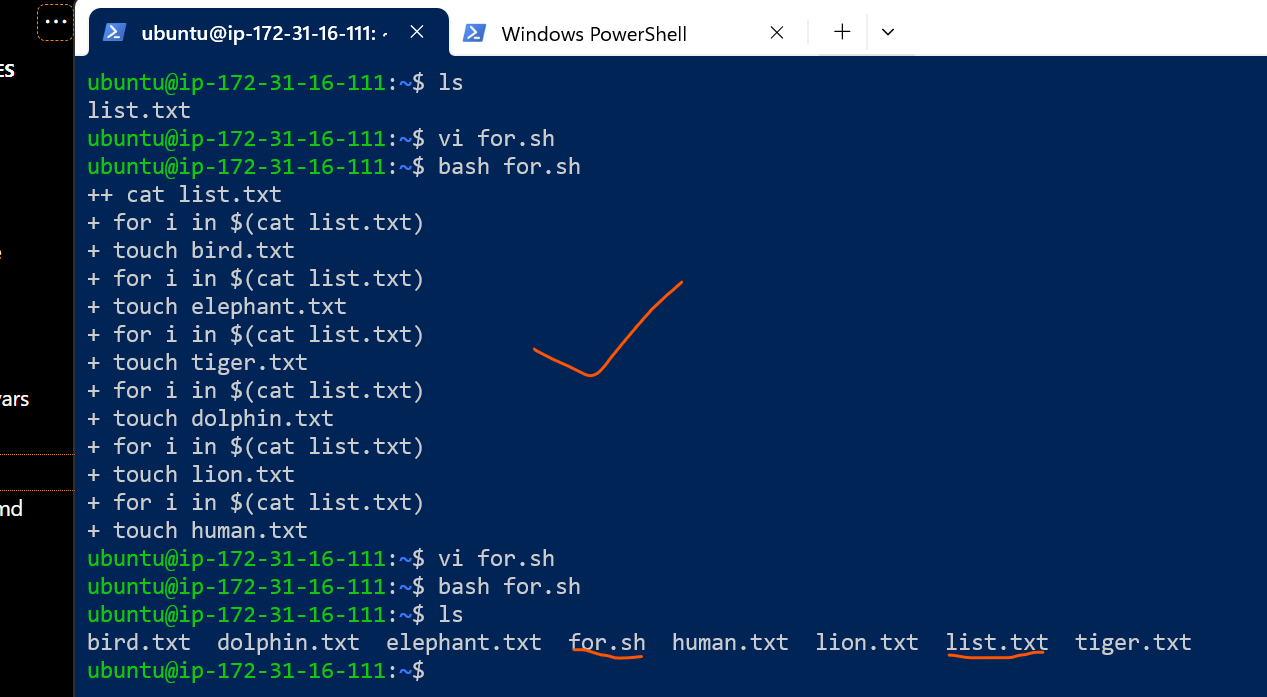 ubuntu@ip-172-31-16-111: ~
Windows PowerShell
ES
ubuntu@ip-172-31-16-111:~$ ls
list.txt
ubuntu@ip-172-31-16-111:~$ vi for.sh
ubuntu@ip-172-31-16-111:~$ bash for.sh
++ cat list.txt
+ for i in $(cat list.txt)
+ touch bird.txt
+ for i in $(cat list.txt)
+ touch elephant.txt
+ for i in $(cat list.txt)
+ touch tiger.txt
+ for i in $(cat list.txt)
+ touch dolphin.txt
+ for i in $(cat list.txt)
+ touch lion.txt
+ for i in $(cat list.txt)
+ touch human.txt
ubuntu@ip-172-31-16-111:~$ vi for.sh
ubuntu@ip-172-31-16-111:~$ bash for.sh
ubuntu@ip-172-31-16-111:~$ ls
bird.txt  dolphin.txt  elephant.txt  for.sh  human.txt  lion.txt  list.txt  tiger.txt
ubuntu@ip-172-31-16-111:~$